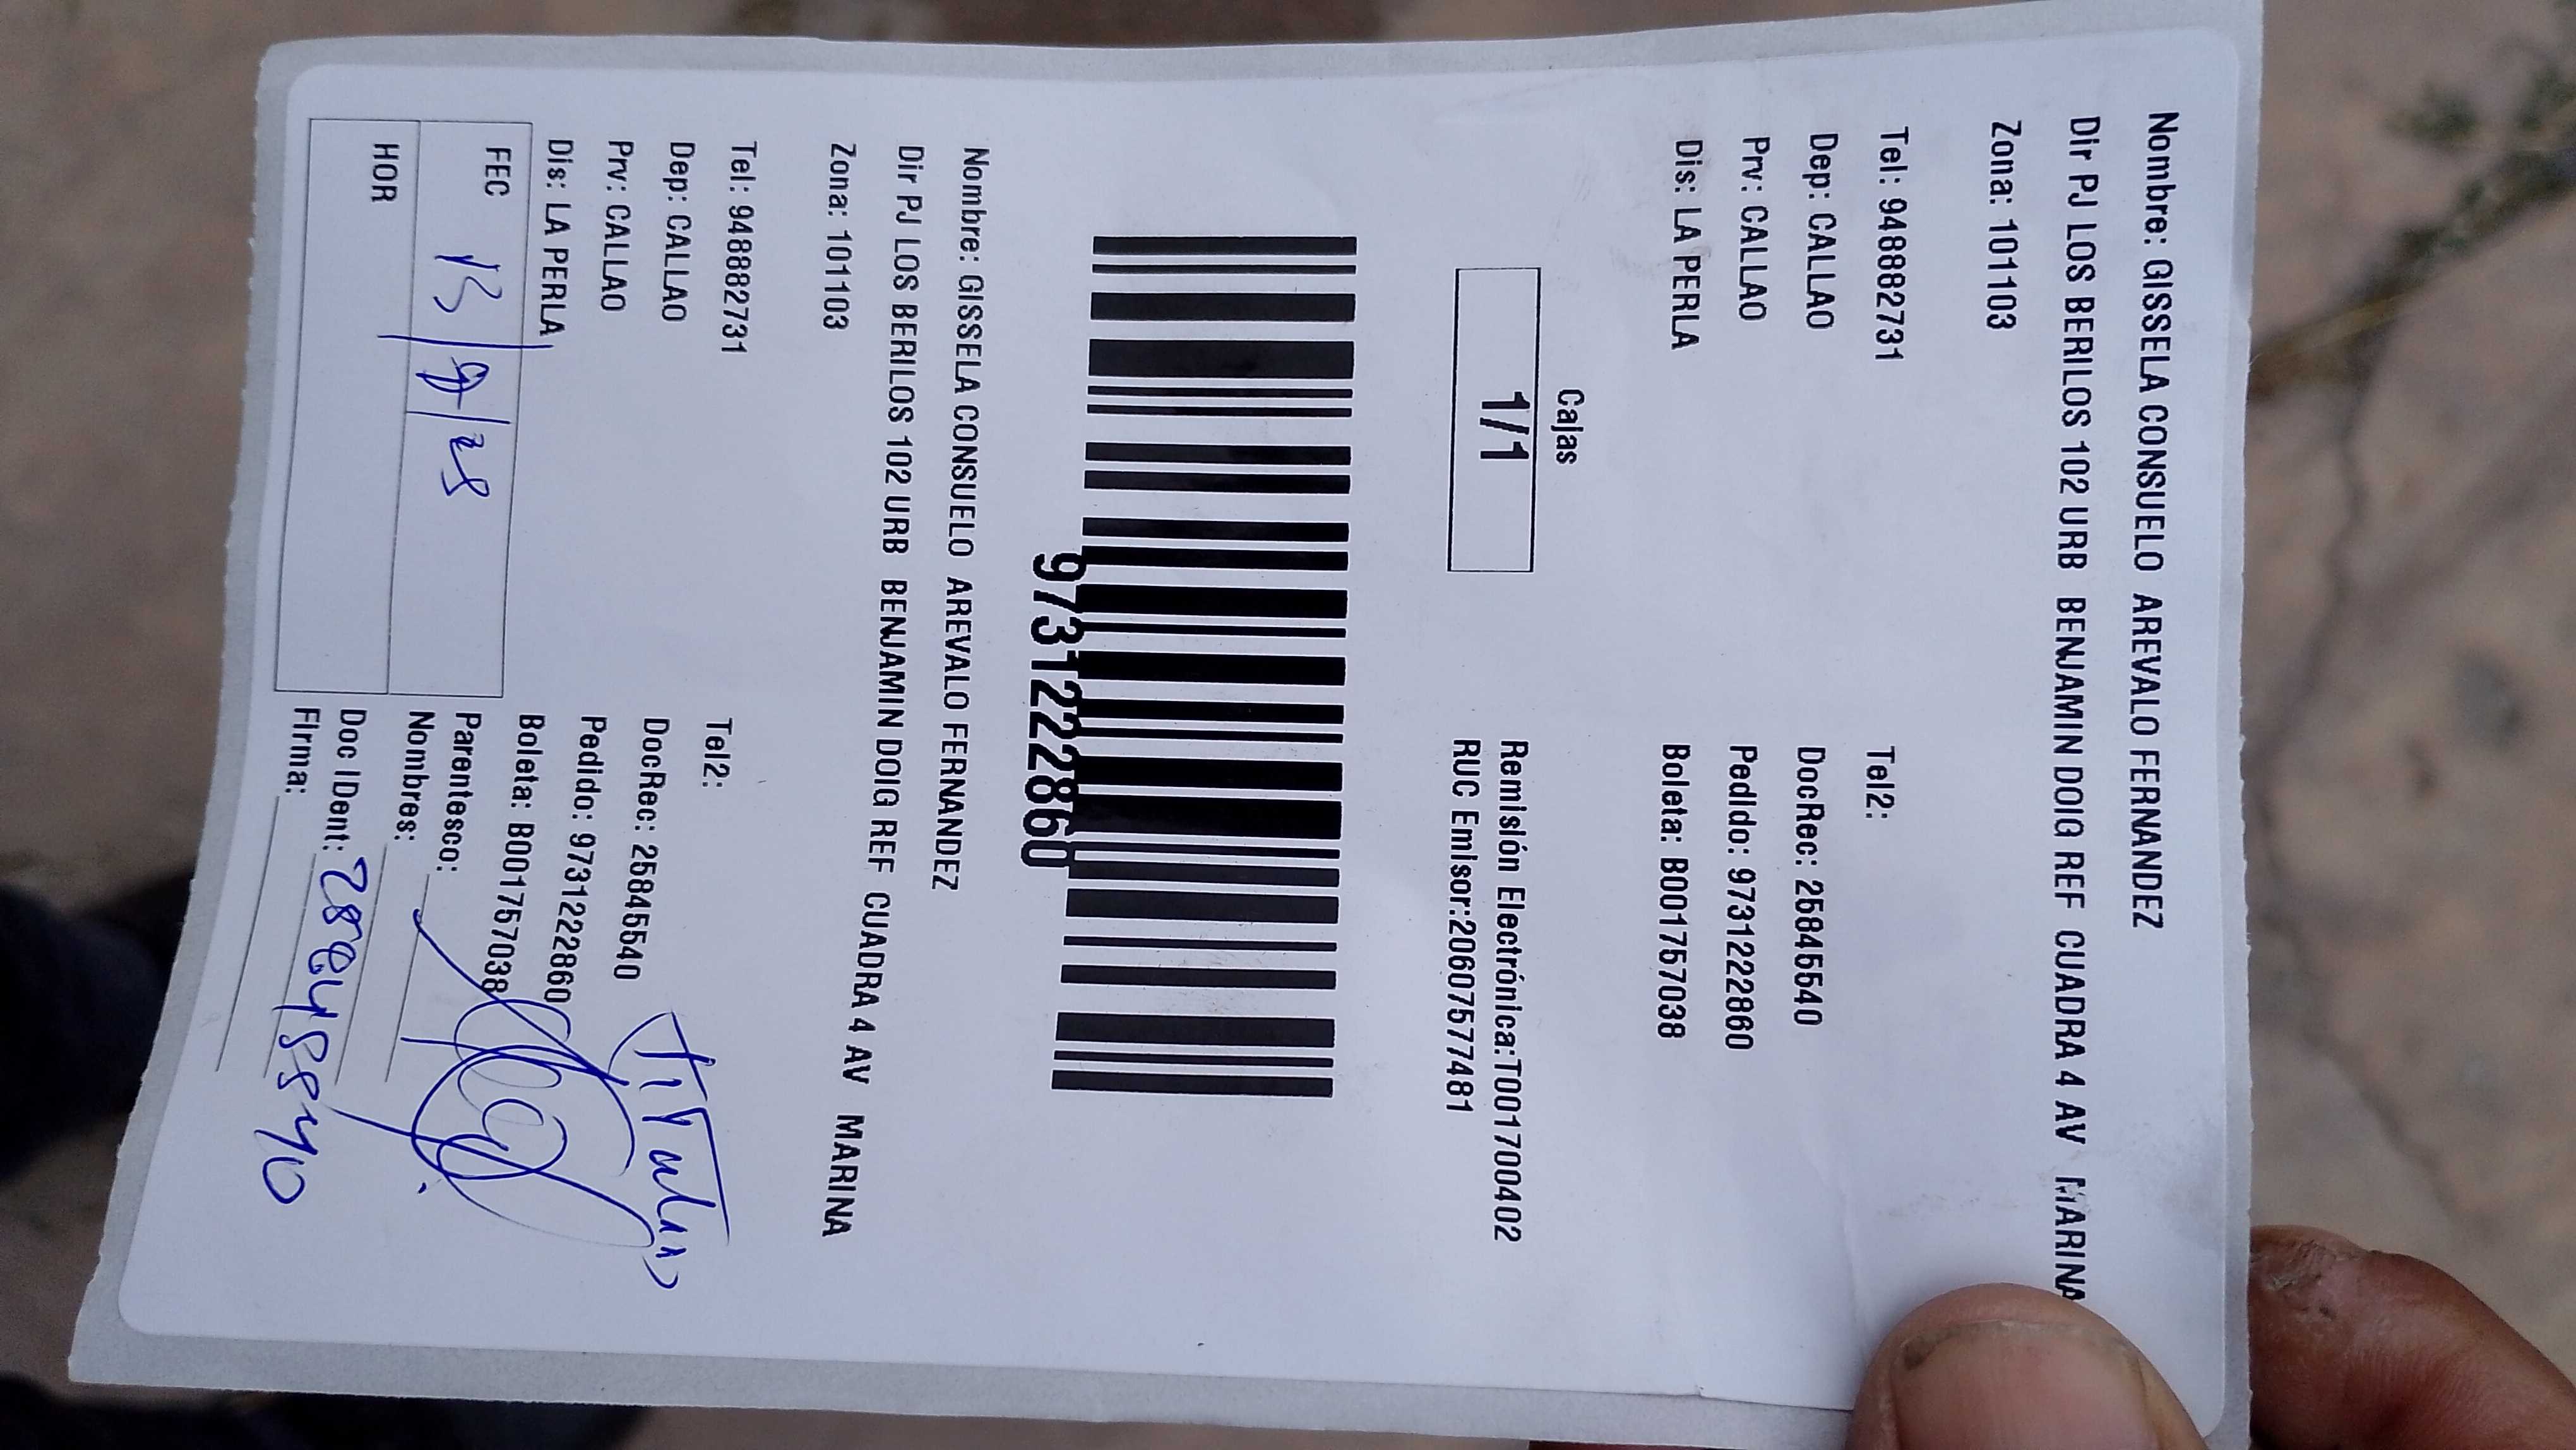 Nombre: GISSELA CONSUELO AREVALO FERNANDEZ
Dir PJ LOS BERILOS 102 URB BENJAMIN DOIG REF CUADRA 4 AV MARINA
Zona: 101103
Tel: 948882731 Tel2:
Dep: CALLAO DocRec: 25845540
Prv: CALLAO Pedido: 9731222860
Dis: LA PERLA Boleta: B001757038
Cajas
1/1
Remisión Electrónica:T001700402
RUC Emisor:20607577481
9731222860
Nombre: GISSELA CONSUELO AREVALO FERNANDEZ
Dir PJ LOS BERILOS 102 URB BENJAMIN DOIG REF CUADRA 4 AV MARINA
Zona: 101103
Tel: 948882731 Tel2:
Dep: CALLAO DocRec: 25845540
Prv: CALLAO Pedido: 9731222860
Dis: LA PERLA Boleta: B001757038
Titular
FEC Parentesco:
HOR Nombres:
Doc IDent:
Firma: